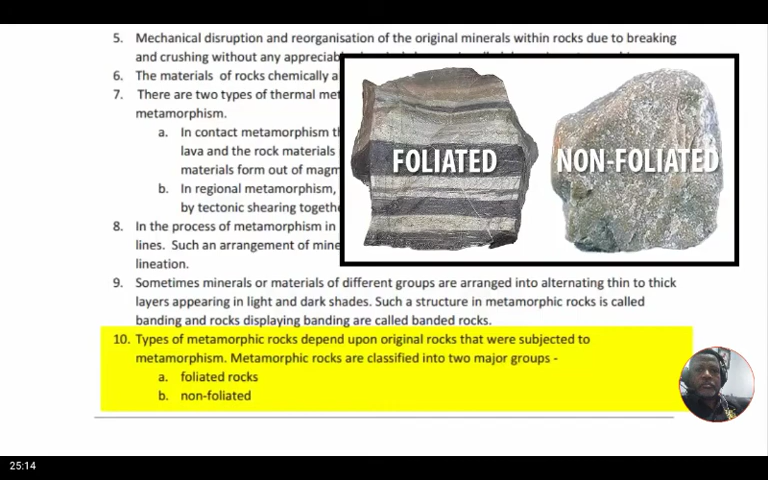 5. Mechanical disruption and reorganisation of the original minerals within rocks due to breaking
and crushing without any appreciable
6. The materials of rocks chemically
7. There are two types of thermal
metamorphism.
a. In contact metamorphism
lava and the rock materials
materials form out of
b. In regional metamorphism,
by tectonic shearing
8. In the process of metamorphism in
lines. Such an arrangement of
lineation.
FOLIATED
NON-FOLIATED
9. Sometimes minerals or materials of different groups are arranged into alternating thin to thick
layers appearing in light and dark shades. Such a structure in metamorphic rocks is called
banding and rocks displaying banding are called banded rocks.
10. Types of metamorphic rocks depend upon original rocks that were subjected to
metamorphism. Metamorphic rocks are classified into two major groups -
a. foliated rocks
b. non-foliated
25:14